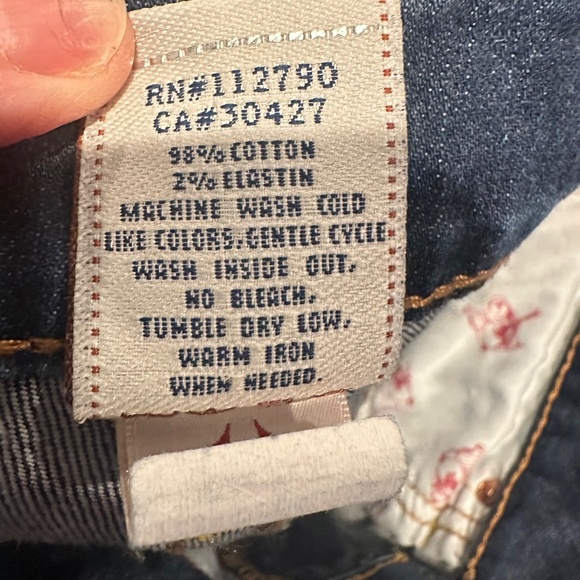 RN#112790
CA#30427
98% COTTON
2% ELASTIN
MACHINE WASH COLD
LIKE COLORS.GENTLE CYCLE
WASH INSIDE OUT.
NO BLEACH.
TUMBLE DRY LOW.
WARM IRON
WHEN NEEDED.